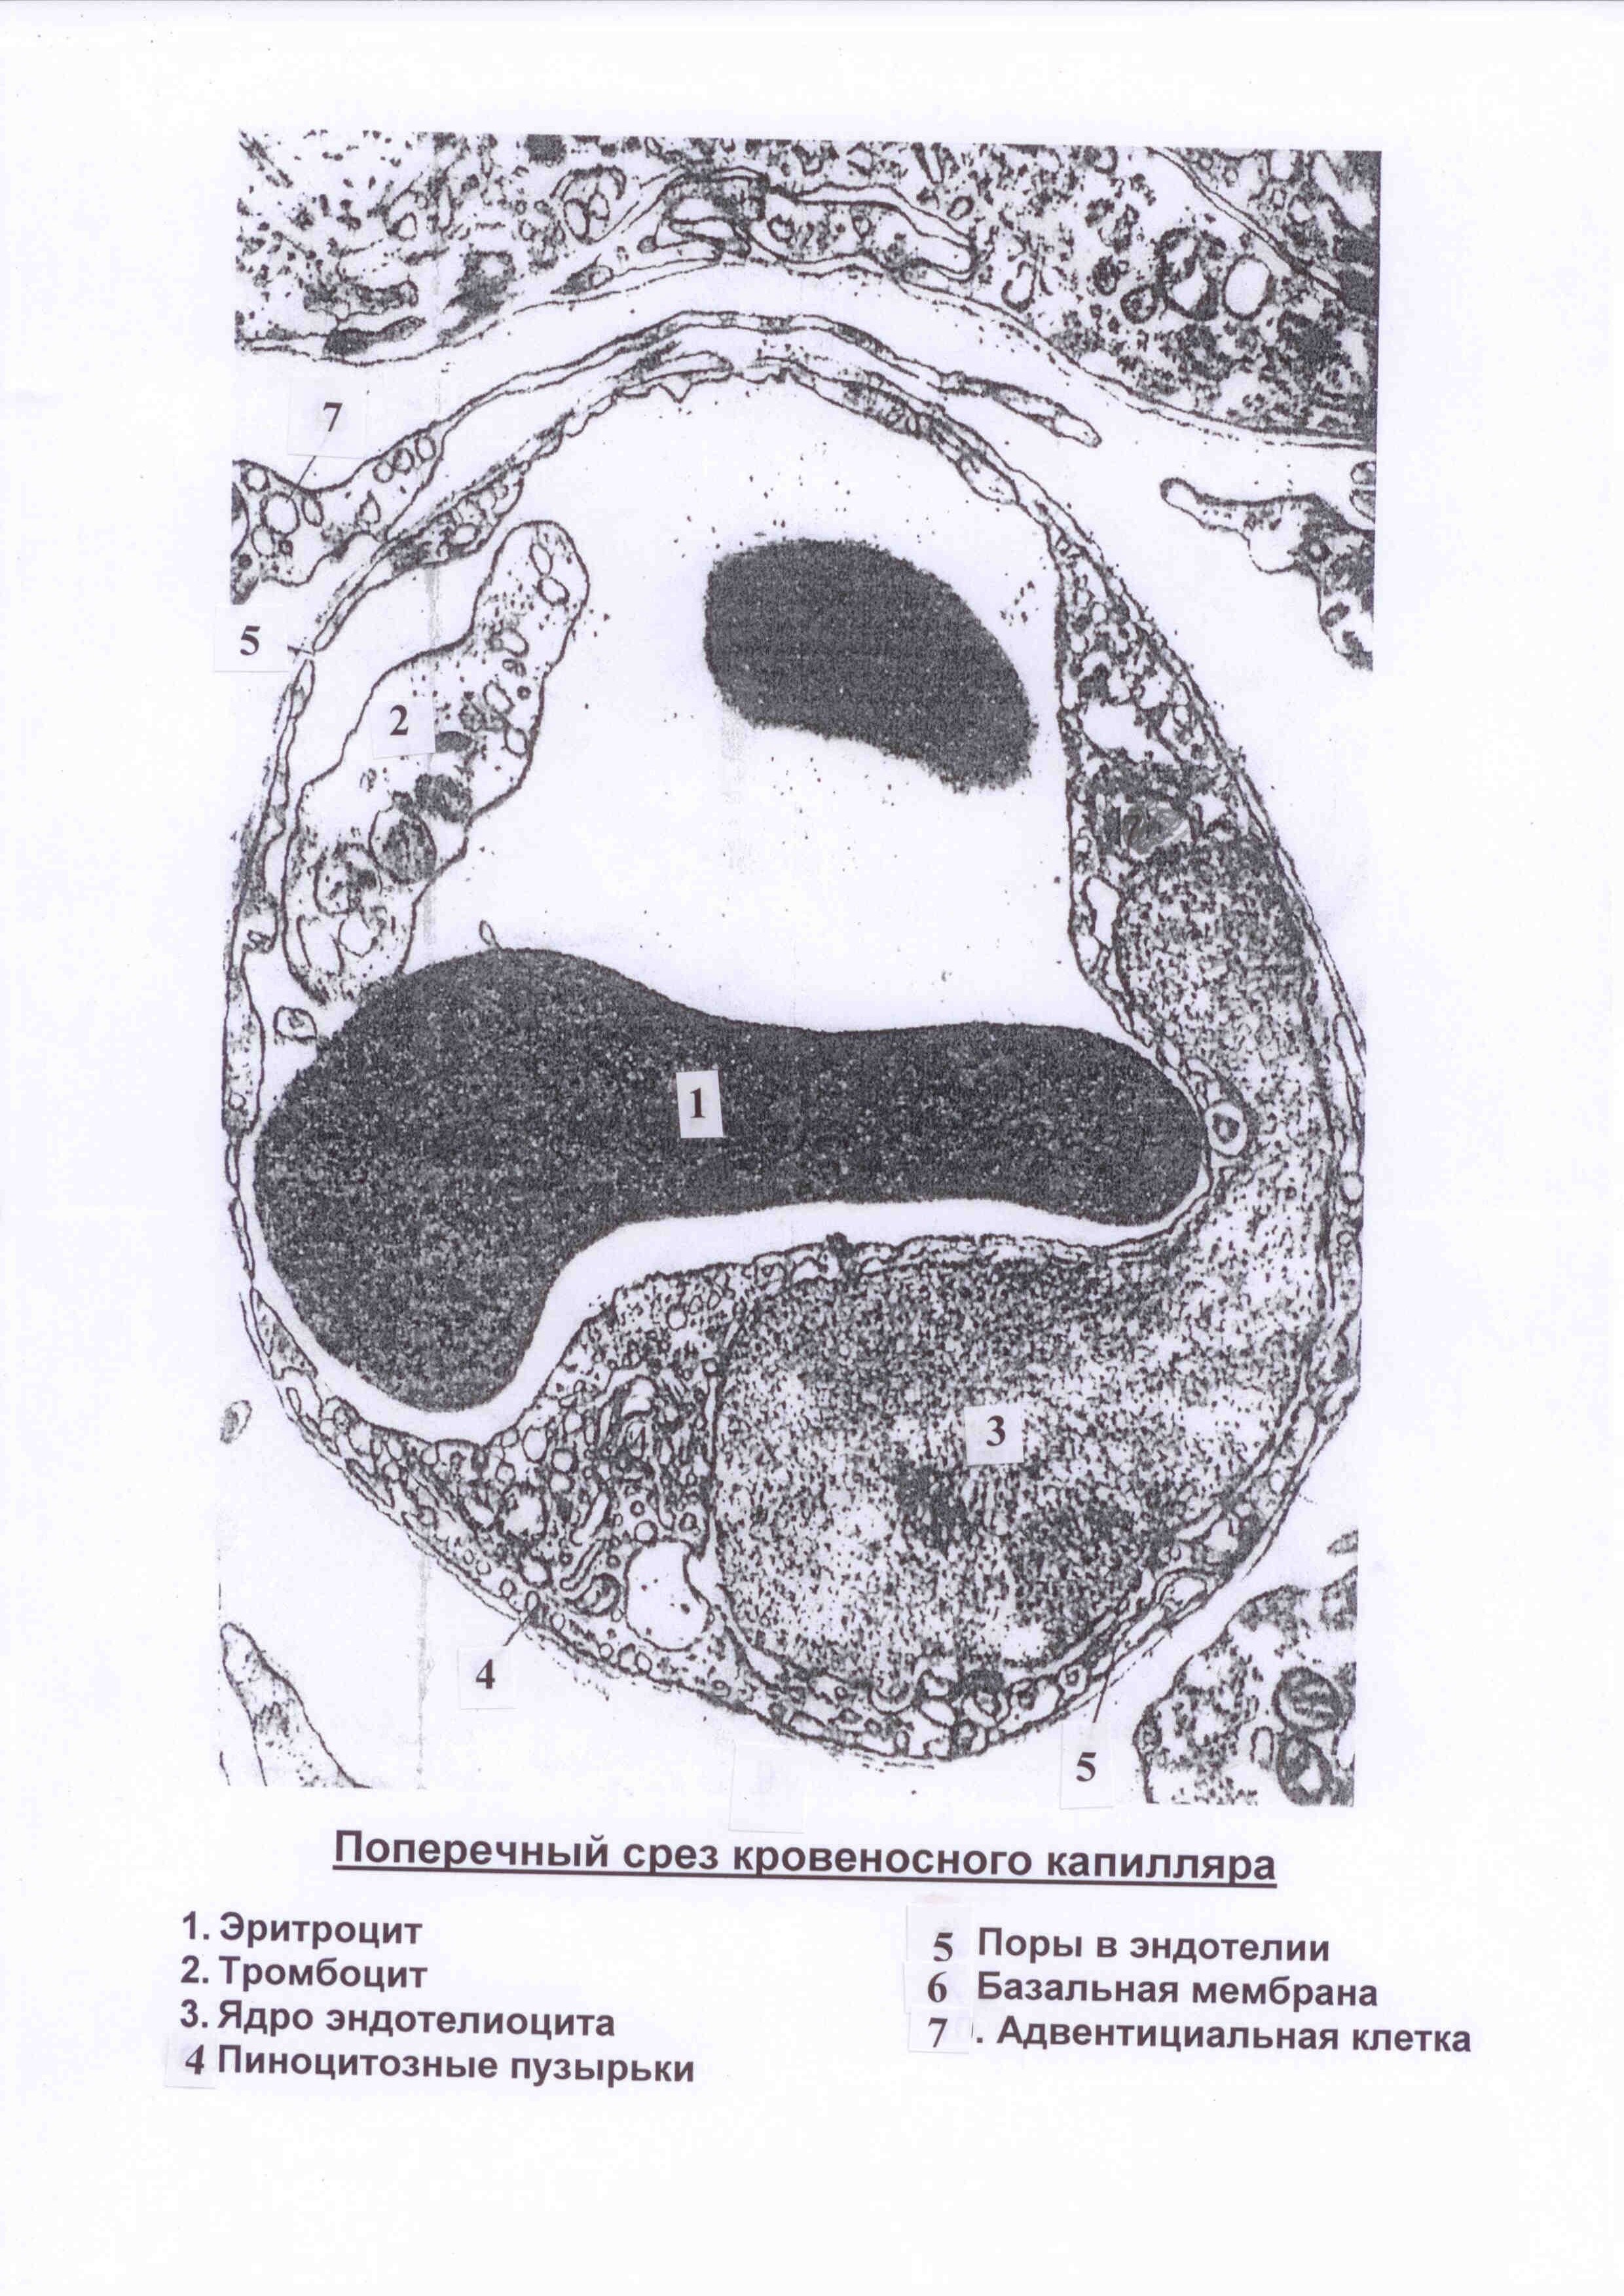 7
5
2
1
3
4
5
Поперечный срез кровеносного капилляра
1. Эритроцит
2. Тромбоцит
3. Ядро эндотелиоцита
4 Пиноцитозные пузырьки
5 Поры в эндотелии
6 Базальная мембрана
7 . Адвентициальная клетка